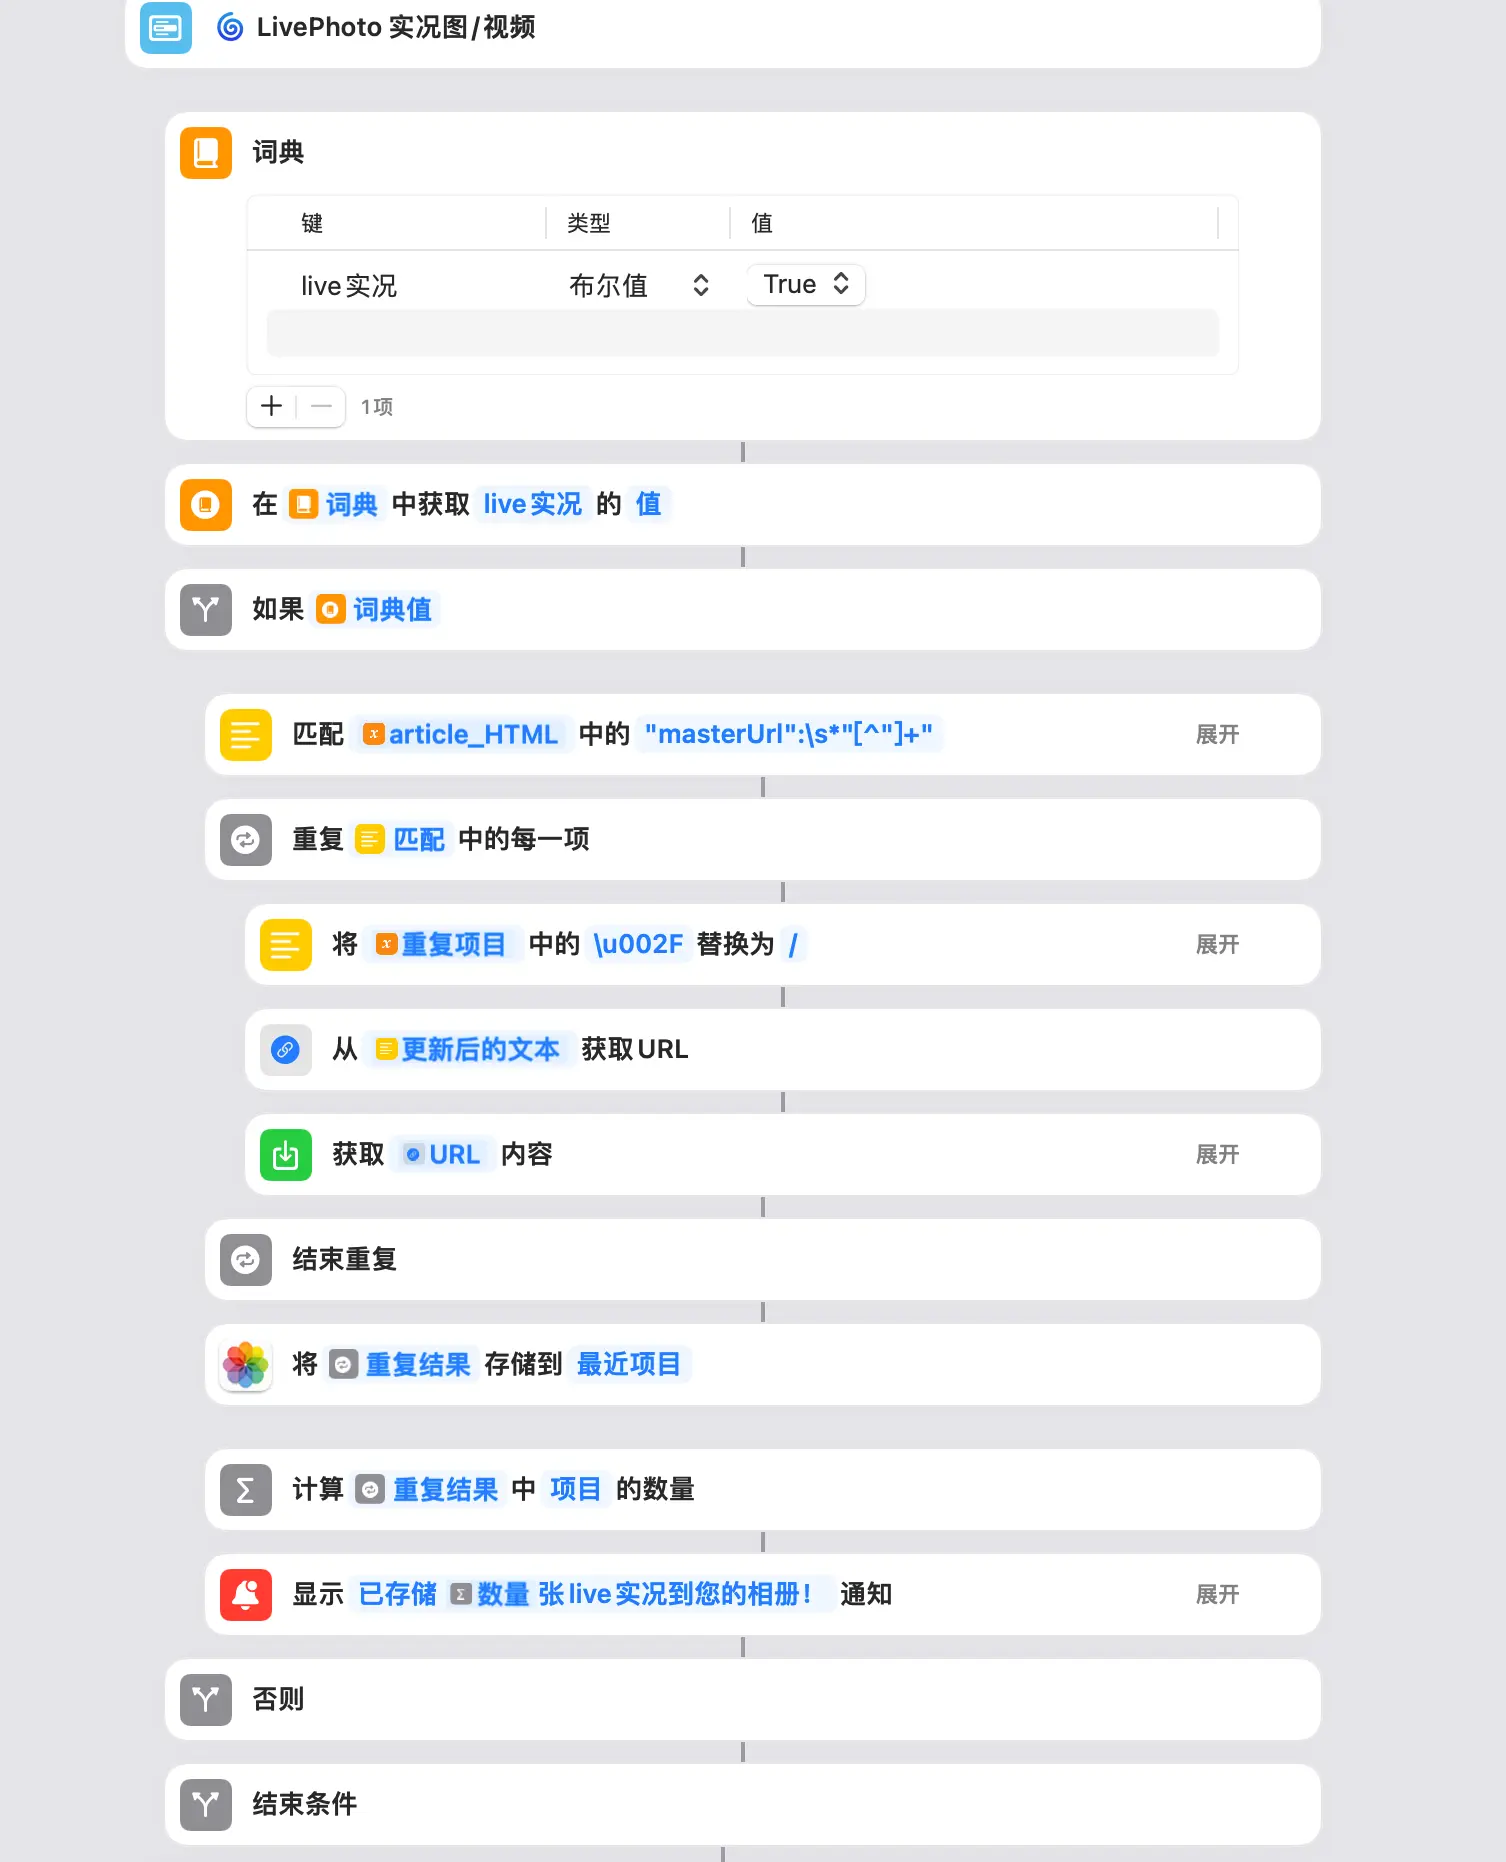 LivePhoto 实况图/视频
词典
键 类型 值
live实况 布尔值 True
1项
在 词典 中获取 live实况 的 值
如果 词典值
匹配 article_HTML 中的 "masterUrl":\s*"[^"]+" 展开
重复 匹配 中的每一项
将 重复项目 中的 \u002F 替换为 / 展开
从 更新后的文本 获取URL
获取 URL 内容 展开
结束重复
将 重复结果 存储到 最近项目
计算 重复结果 中 项目 的数量
显示 已存储 数量 张live实况到您的相册！ 通知 展开
否则
结束条件